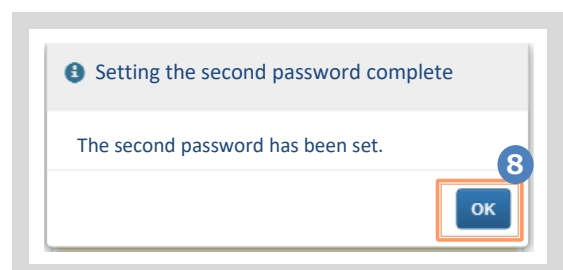 Setting the second password complete
The second password has been set.
8
OK